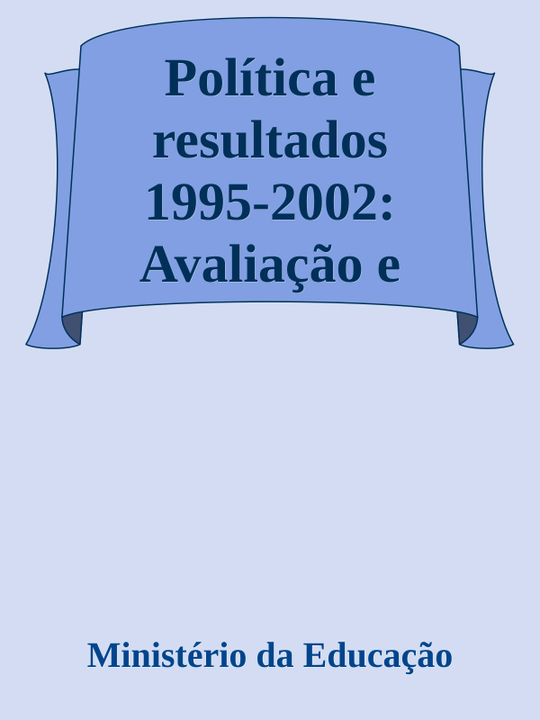 Política e
resultados
1995-2002:
Avaliação e
Ministério da Educação